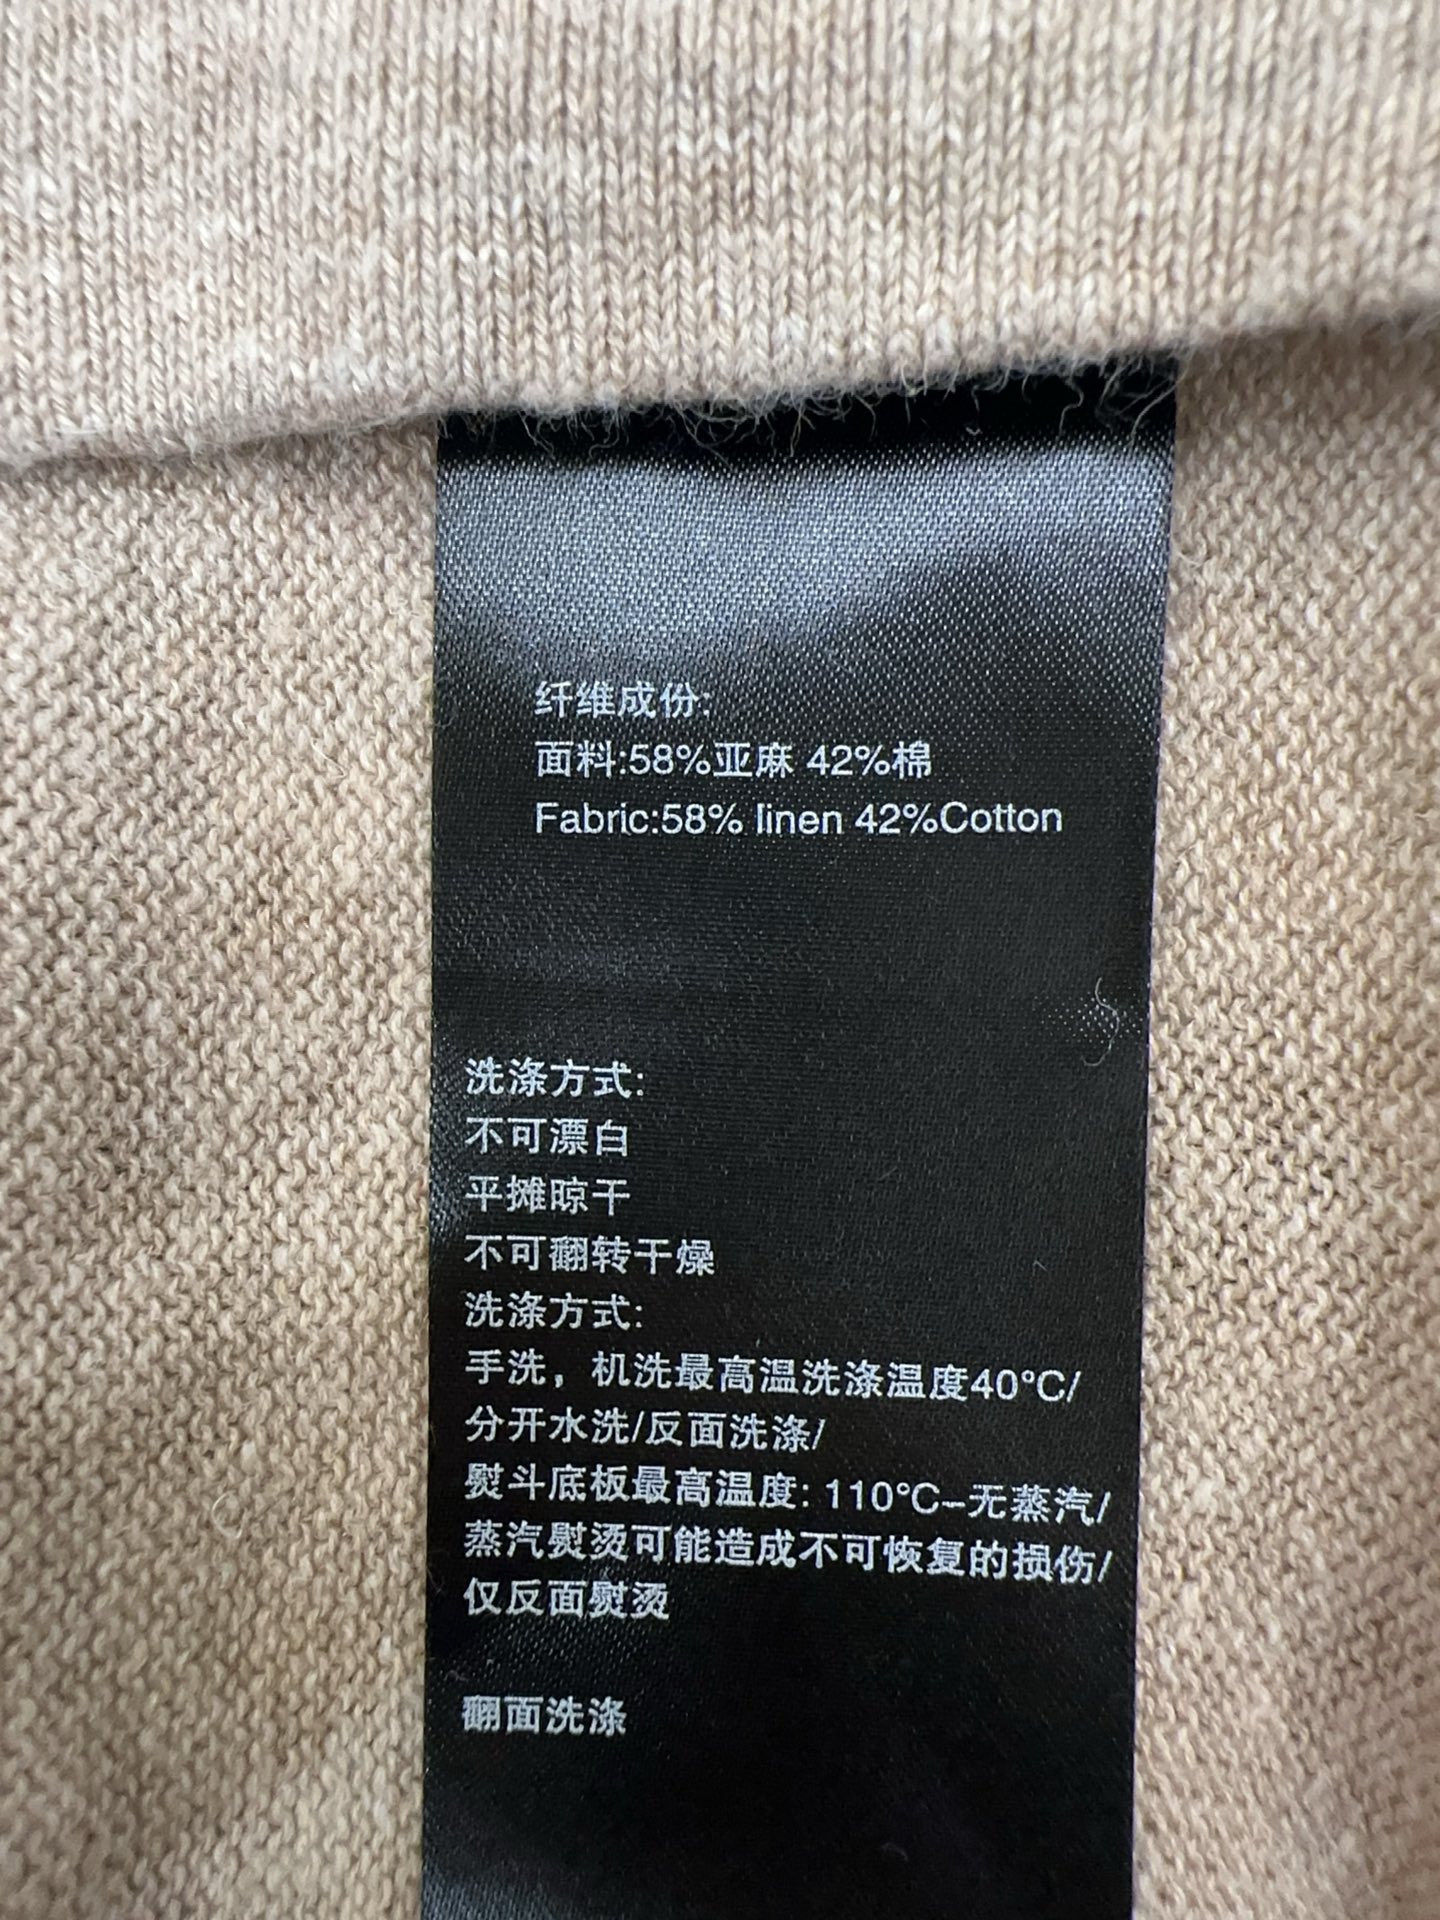 纤维成份:
面料:58%亚麻 42%棉
Fabric:58% linen 42%Cotton
洗涤方式:
不可漂白
平摊晾干
不可翻转干燥
洗涤方式:
手洗，机洗最高温洗涤温度40°C/
分开水洗/反面洗涤/
熨斗底板最高温度: 110°C-无蒸汽/
蒸汽熨烫可能造成不可恢复的损伤/
仅反面熨烫
翻面洗涤